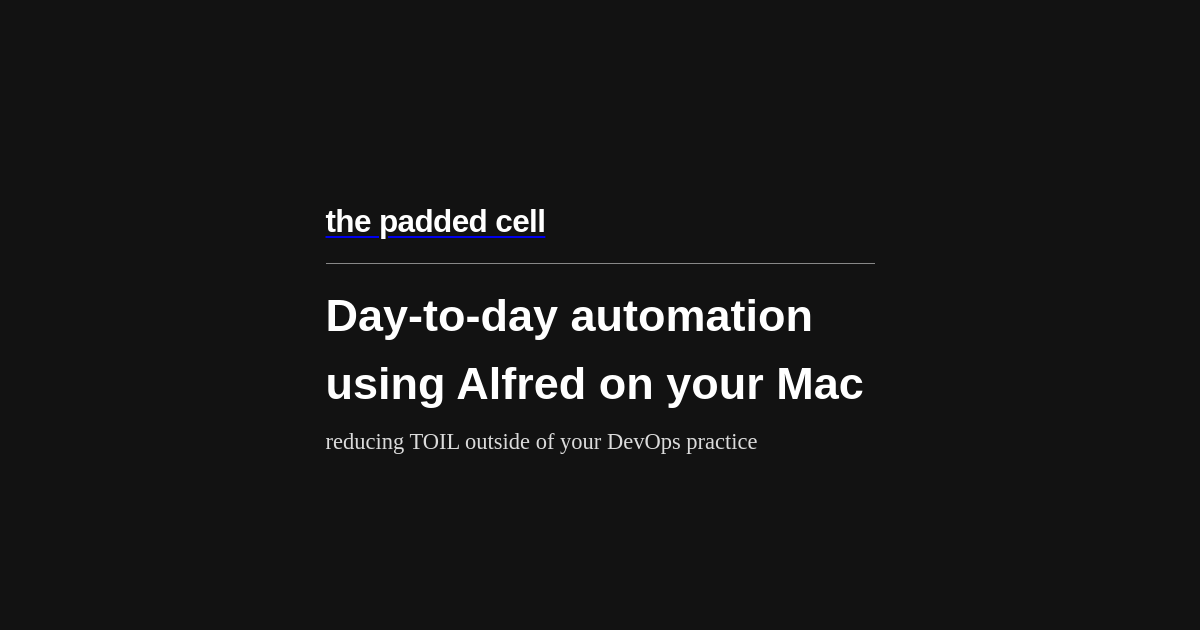 the padded cell
Day-to-day automation
using Alfred on your Mac
reducing TOIL outside of your DevOps practice